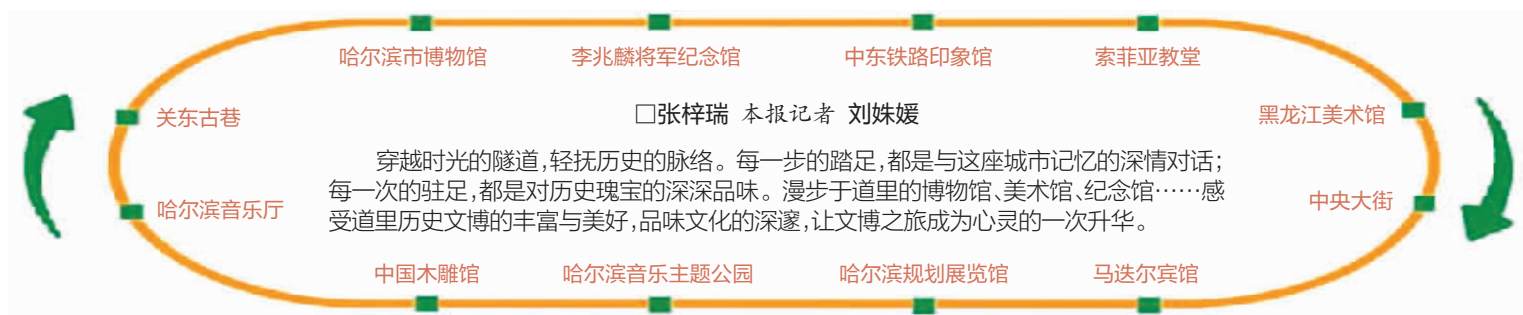 哈尔滨市博物馆
李兆麟将军纪念馆
中东铁路印象馆
索菲亚教堂
关东古巷
□张梓瑞 本报记者 刘姝媛
黑龙江美术馆
穿越时光的隧道,轻抚历史的脉络。每一步的踏足,都是与这座城市记忆的深情对话;
每一次的驻足,都是对历史瑰宝的深深品味。漫步于道里的博物馆、美术馆、纪念馆……感
受道里历史文博的丰富与美好,品味文化的深邃,让文博之旅成为心灵的一次升华。
哈尔滨音乐厅
中央大街
中国木雕馆
哈尔滨音乐主题公园
哈尔滨规划展览馆
马迭尔宾馆